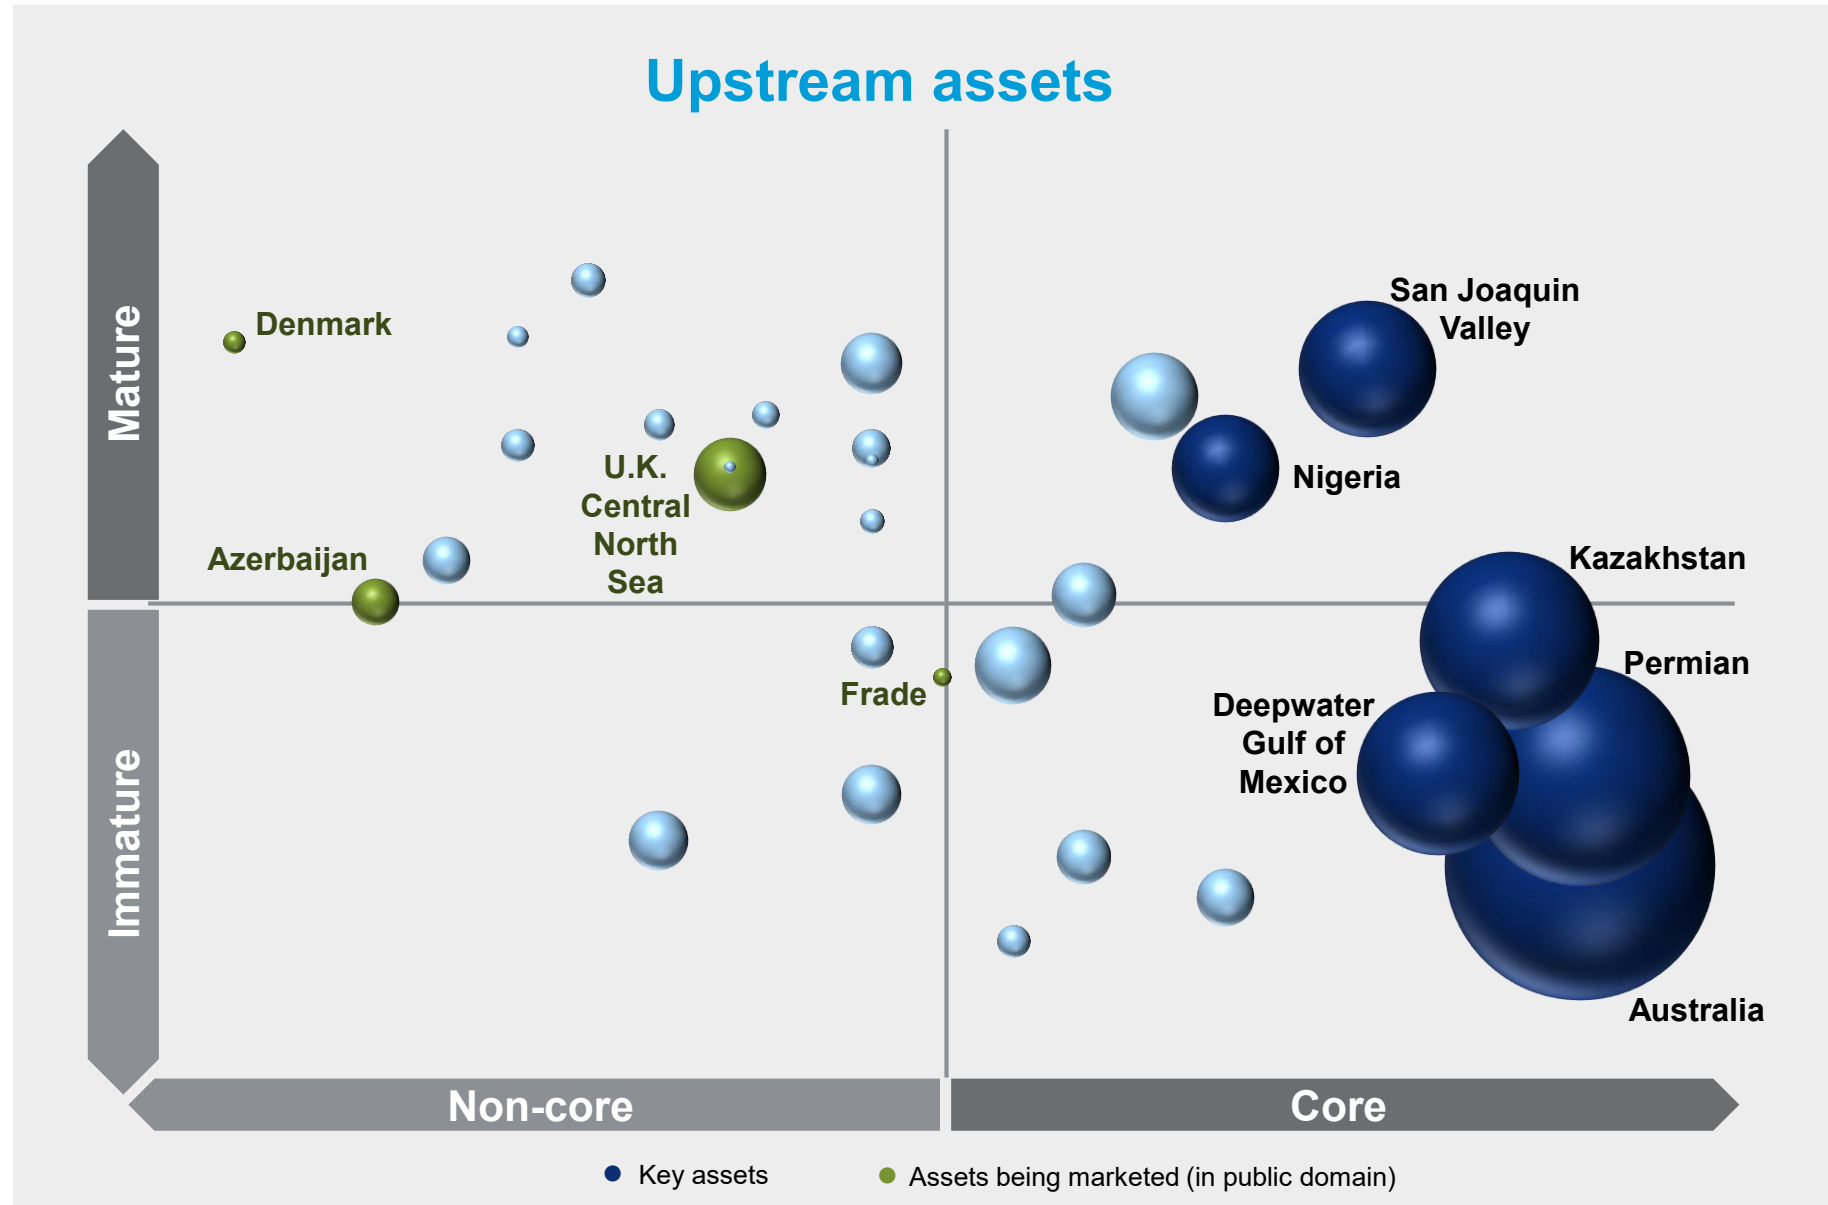 Upstream assets
Mature
Immature
Denmark
San Joaquin
Valley
U.K.
Central
North
Sea
Nigeria
Azerbaijan
Kazakhstan
Frade
Permian
Deepwater
Gulf of
Mexico
Australia
Non-core
Core
Key assets
Assets being marketed (in public domain)